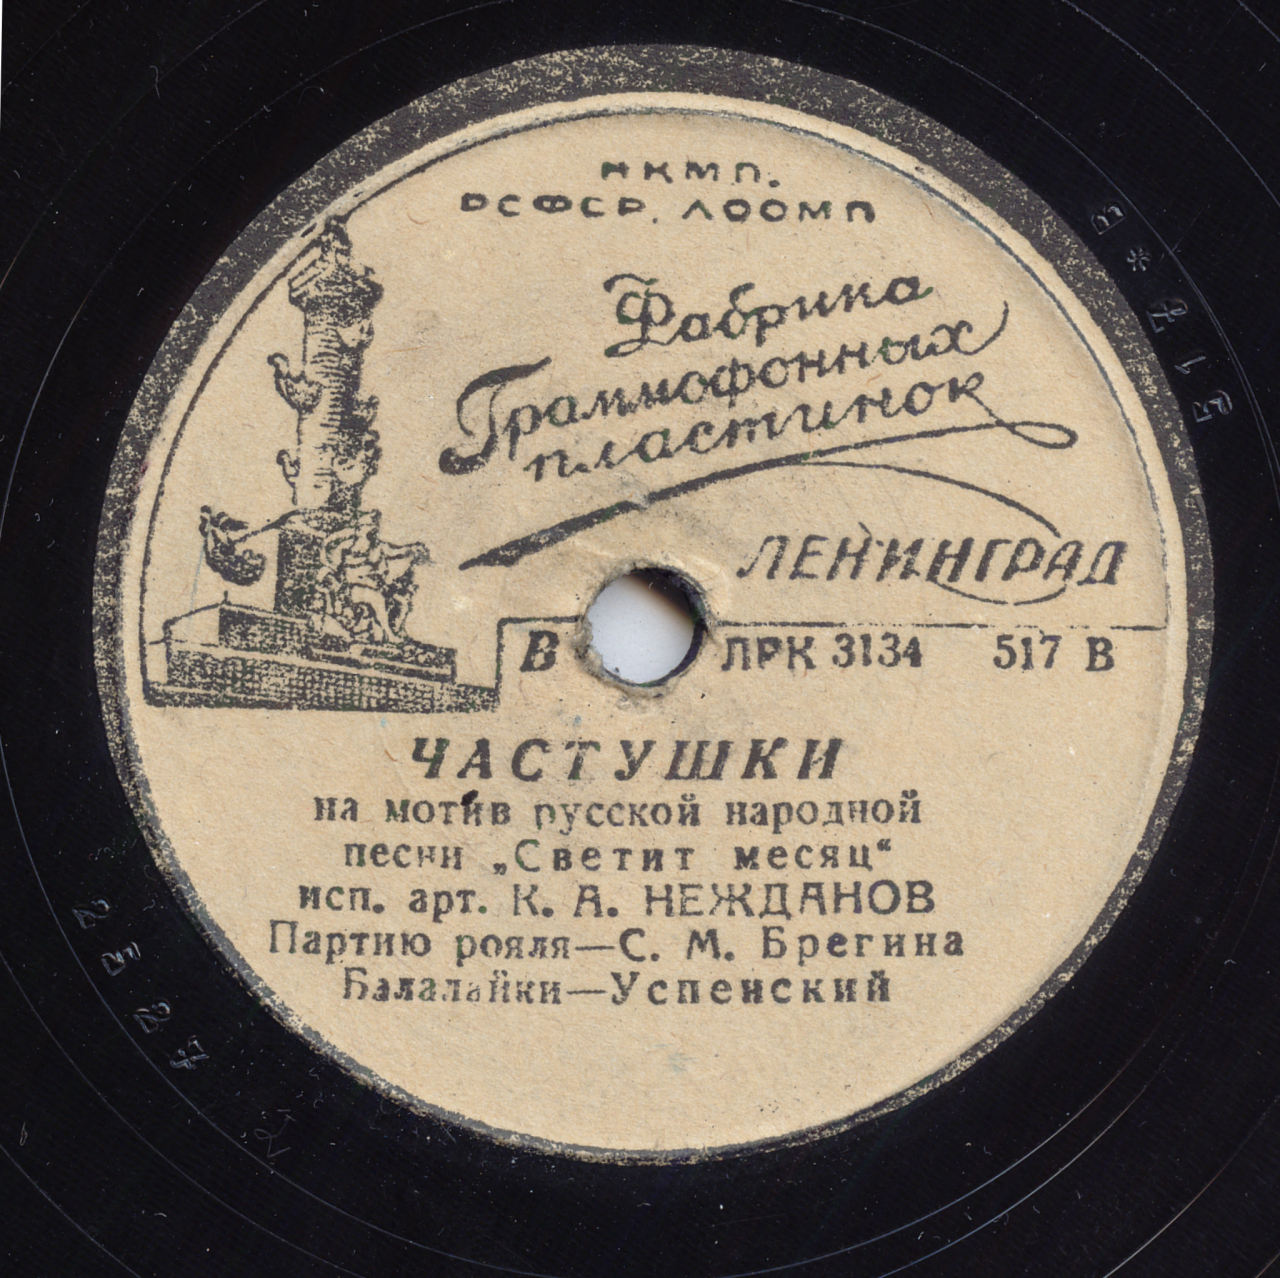 НКМП.
РСФСР. ЛООМП
Фабрика
Граммофонных
пластинок
ЛЕНИНГРАД
В ЛРК 3134 517 В
ЧАСТУШКИ
на мотив русской народной
песни „Светит месяц“
исп. арт. К. А. НЕЖДАНОВ
Партию рояля—С. М. Брегина
Балалайки—Успенский